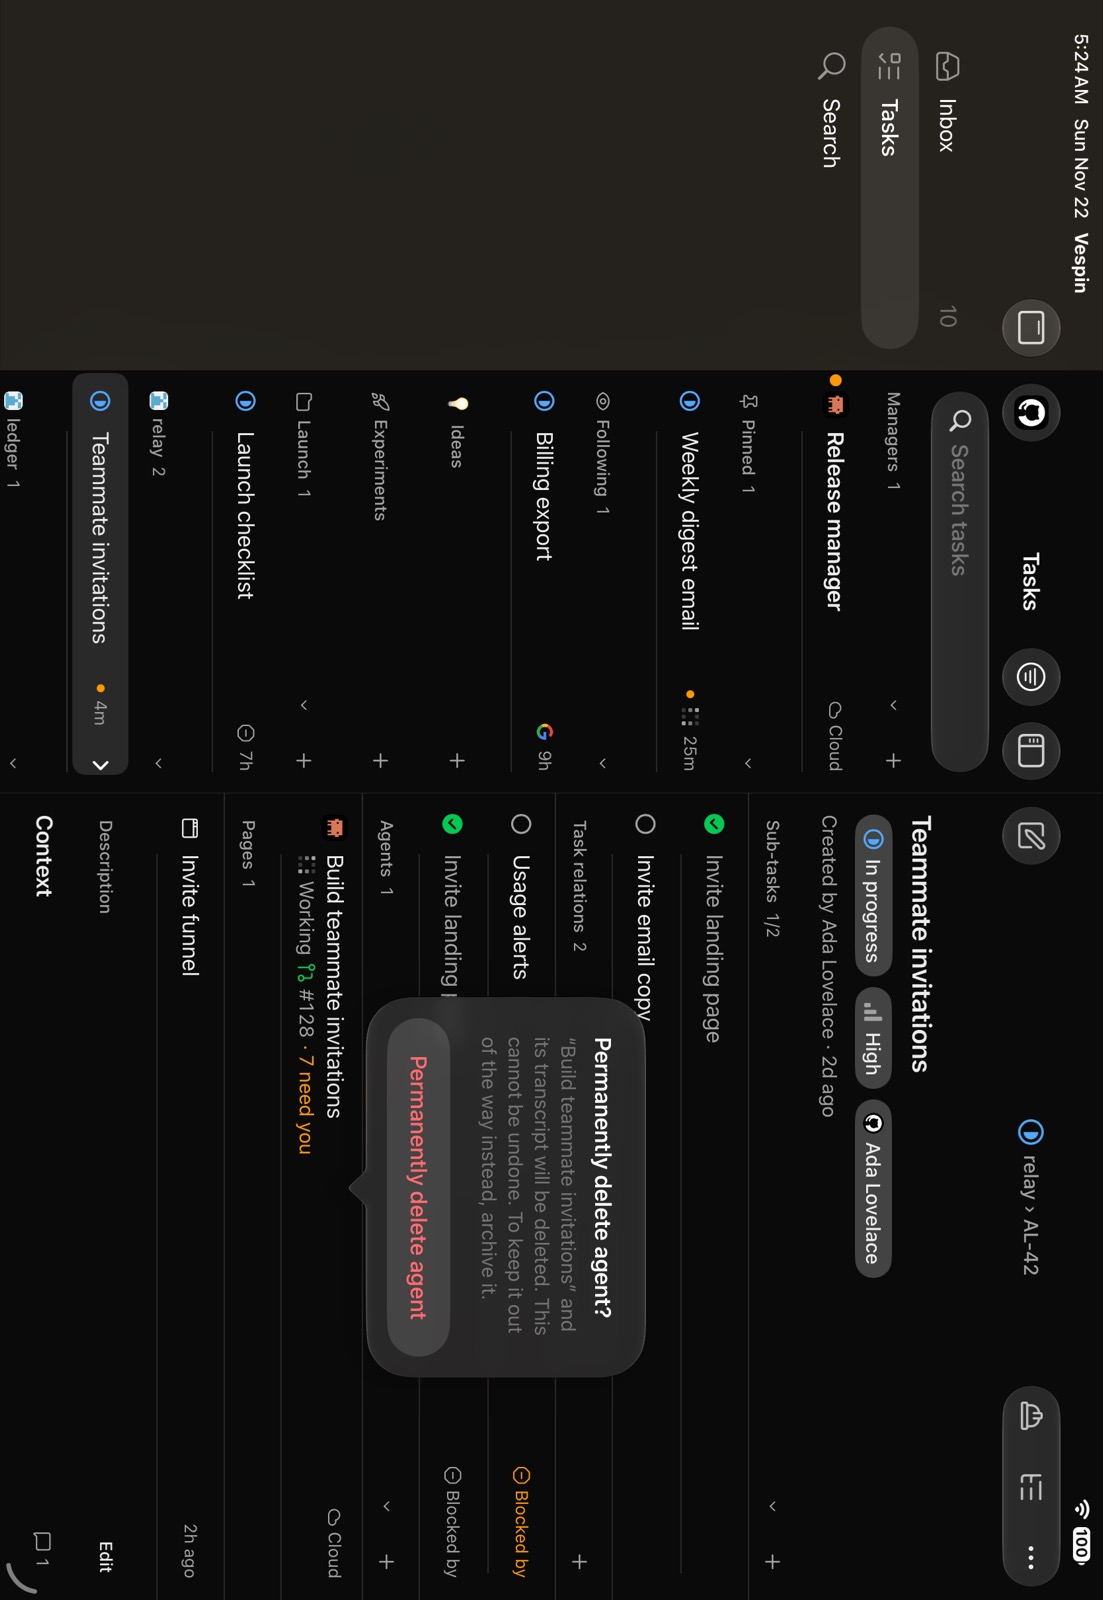 5:24 AM Sun Nov 22 Vespin
100
Inbox 10
Tasks
Search
Tasks
Search tasks
Managers 1
Release manager Cloud
Pinned 1
Weekly digest email 25m
Following 1
Billing export 9h
Ideas
Experiments
Launch 1
Launch checklist 7h
relay 2
Teammate invitations 4m
ledger 1
relay › AL-42
Teammate invitations
In progress High Ada Lovelace
Created by Ada Lovelace · 2d ago
Sub-tasks 1/2
Invite landing page
Invite email copy
Task relations 2
Usage alerts Blocked by
Invite landing Blocked by
Permanently delete agent?
“Build teammate invitations” and
its transcript will be deleted. This
cannot be undone. To keep it out
of the way instead, archive it.
Permanently delete agent
Agents 1
Build teammate invitations Cloud
Working #128 · 7 need you
Pages 1
Invite funnel 2h ago
Description Edit
Context 1